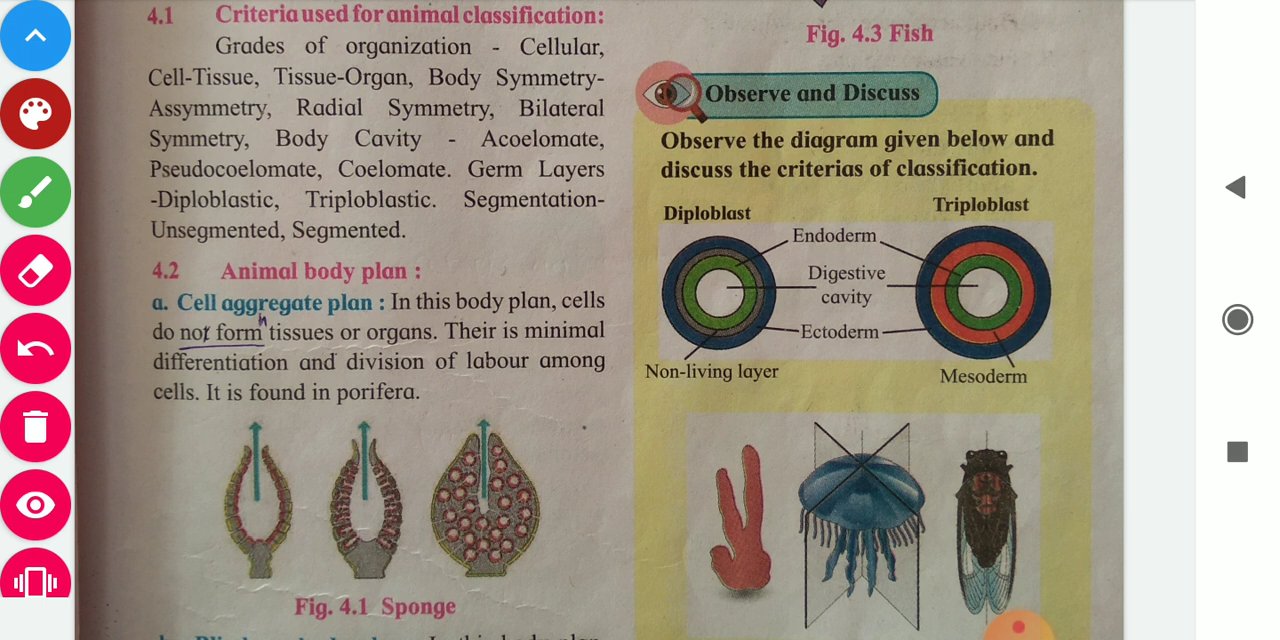 4.1 Criteria used for animal classification:
Grades of organization - Cellular,
Cell-Tissue, Tissue-Organ, Body Symmetry-
Assymmetry, Radial Symmetry, Bilateral
Symmetry, Body Cavity - Acoelomate,
Pseudocoelomate, Coelomate. Germ Layers
-Diploblastic, Triploblastic. Segmentation-
Unsegmented, Segmented.
4.2 Animal body plan :
a. Cell aggregate plan : In this body plan, cells
do not form tissues or organs. Their is minimal
differentiation and division of labour among
cells. It is found in porifera.
Fig. 4.1 Sponge
Fig. 4.3 Fish
Observe and Discuss
Observe the diagram given below and
discuss the criterias of classification.
Diploblast
Triploblast
Endoderm
Digestive
cavity
Ectoderm
Non-living layer
Mesoderm